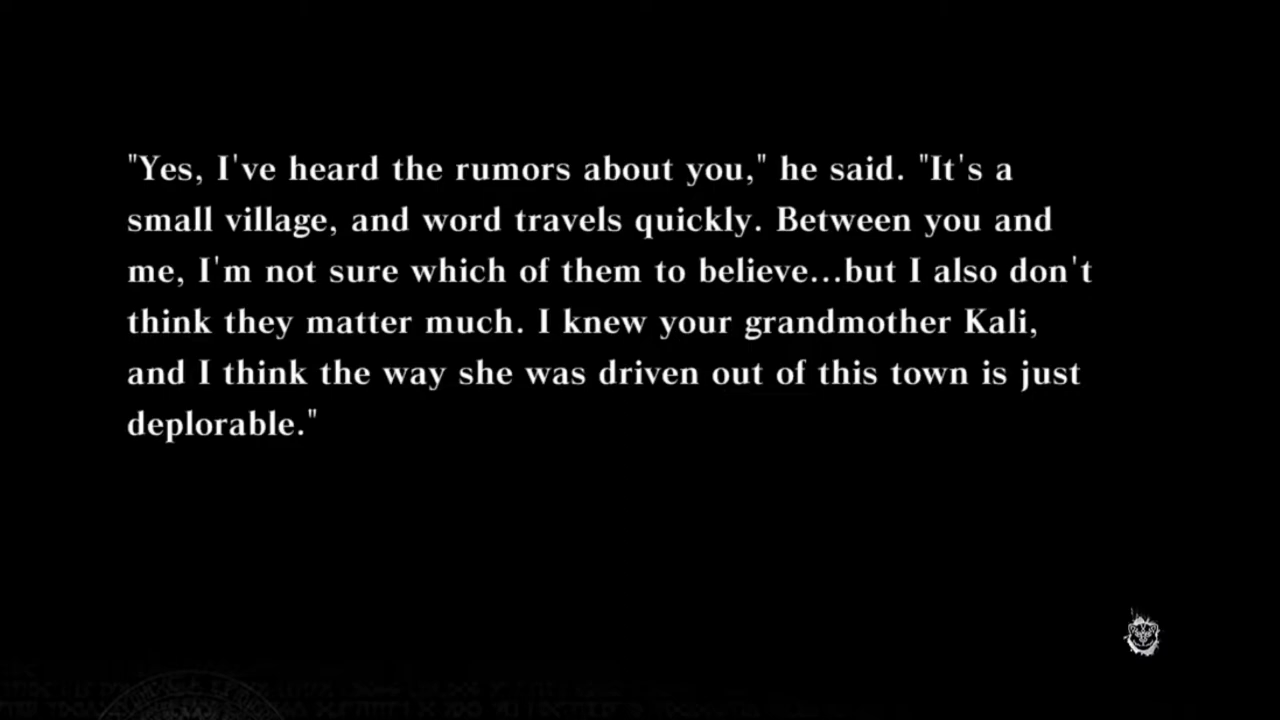 "Yes, I've heard the rumors about you," he said. "It's a
small village, and word travels quickly. Between you and
me, I'm not sure which of them to believe...but I also don't
think they matter much. I knew your grandmother Kali,
and I think the way she was driven out of this town is just
deplorable."